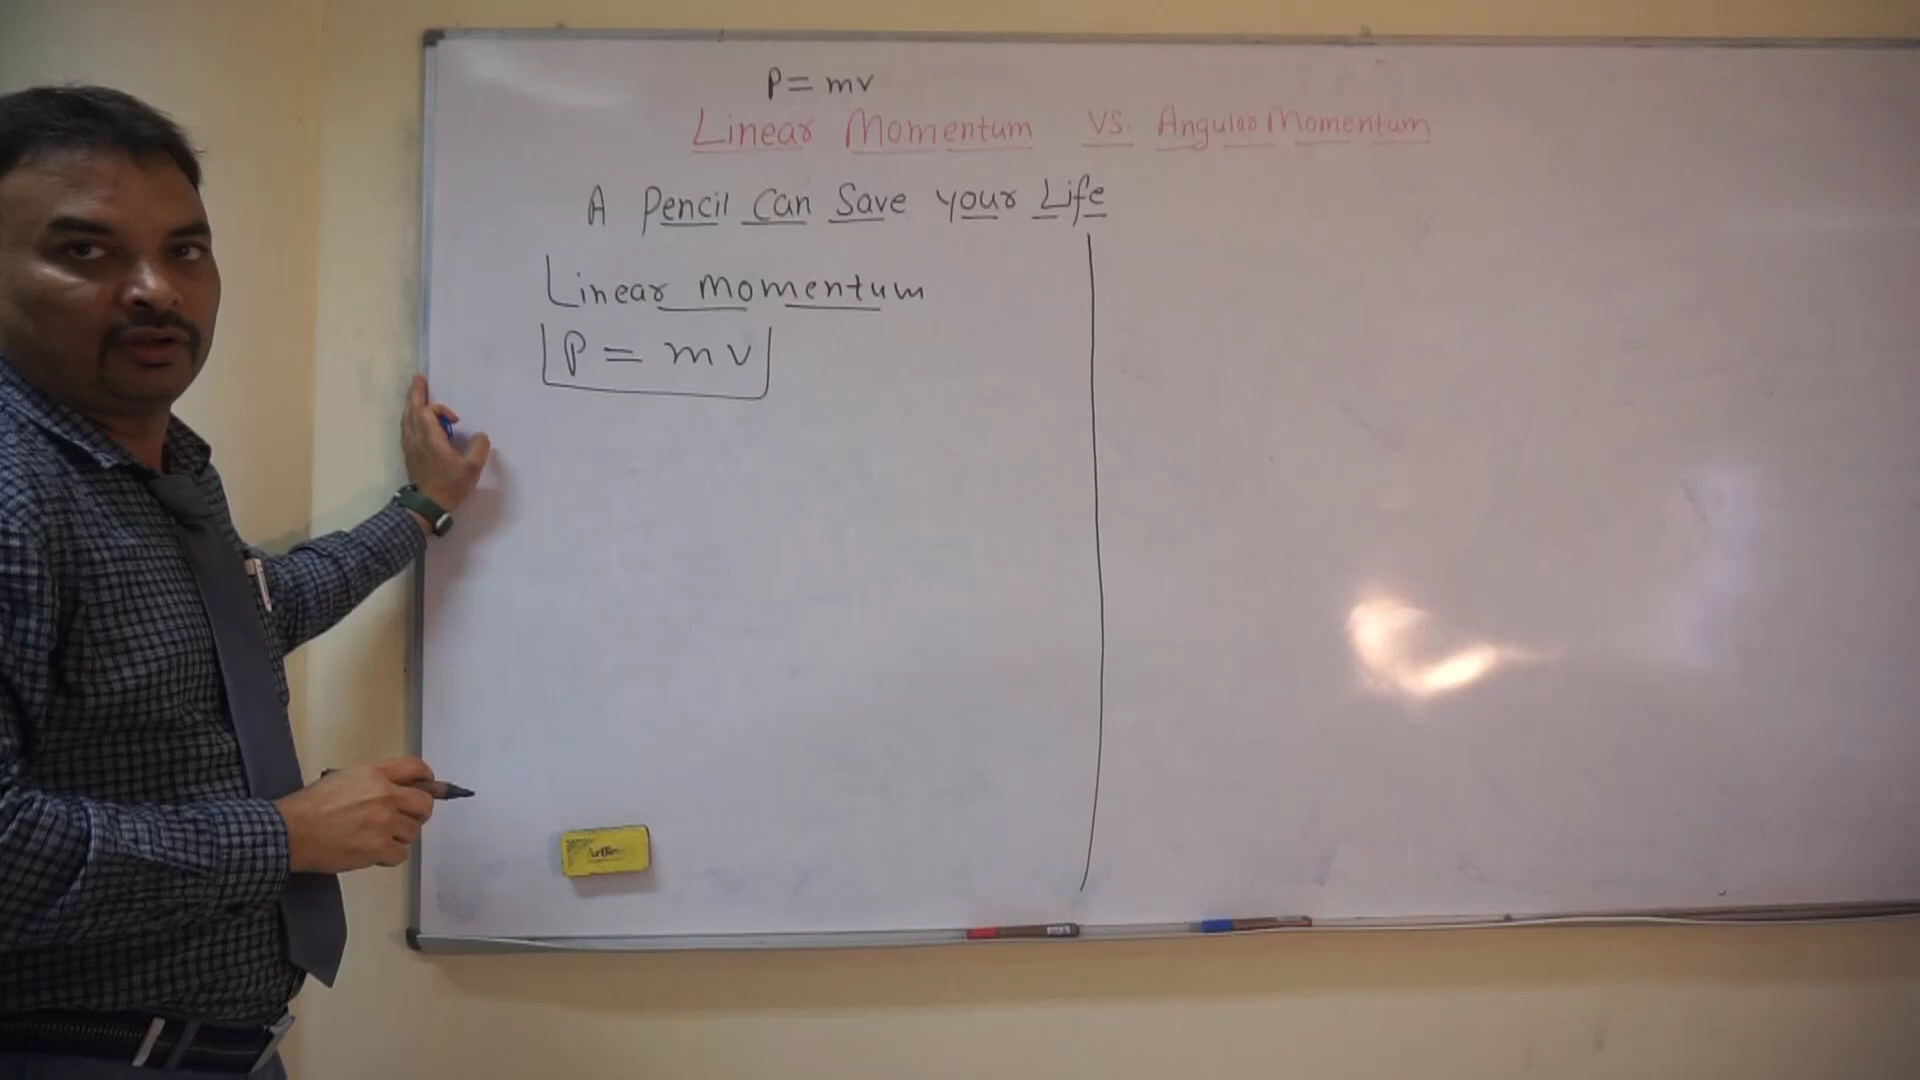 P = mv
Linear Momentum VS. Angular Momentum
A Pencil Can Save your Life
Linear momentum
P = mv